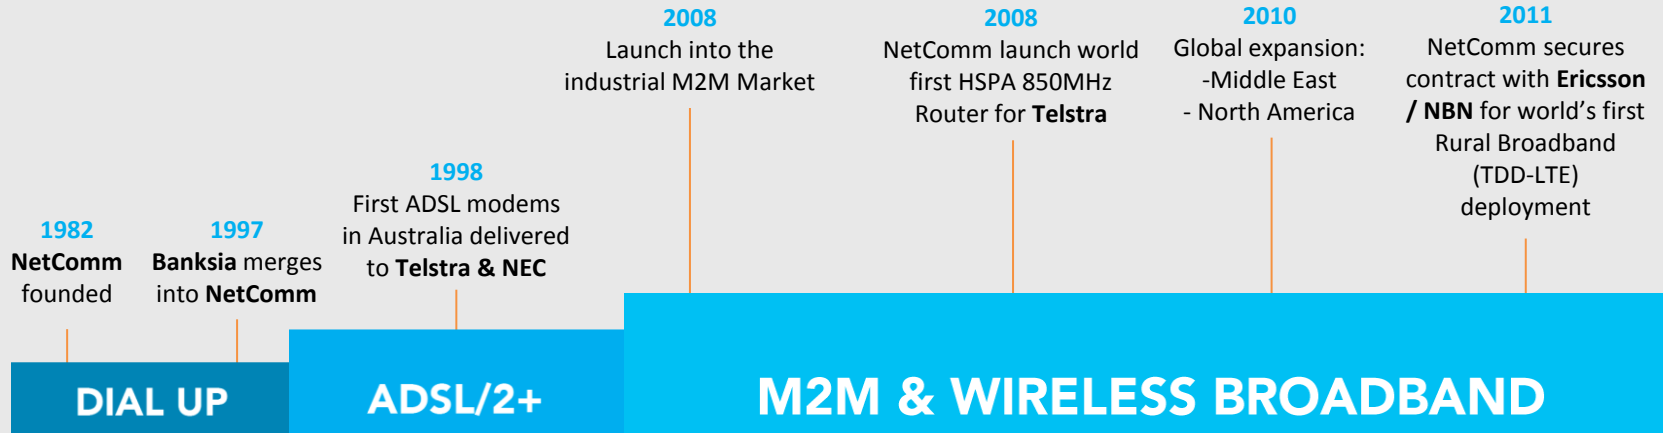 1982
NetComm
founded
1997
Banksia merges
into NetComm
1998
First ADSL modems
in Australia delivered
to Telstra & NEC
2008
Launch into the
industrial M2M Market
2008
NetComm launch world
first HSPA 850MHz
Router for Telstra
2010
Global expansion:
-Middle East
- North America
2011
NetComm secures
contract with Ericsson
/ NBN for world’s first
Rural Broadband
(TDD-LTE)
deployment
DIAL UP
ADSL/2+
M2M & WIRELESS BROADBAND